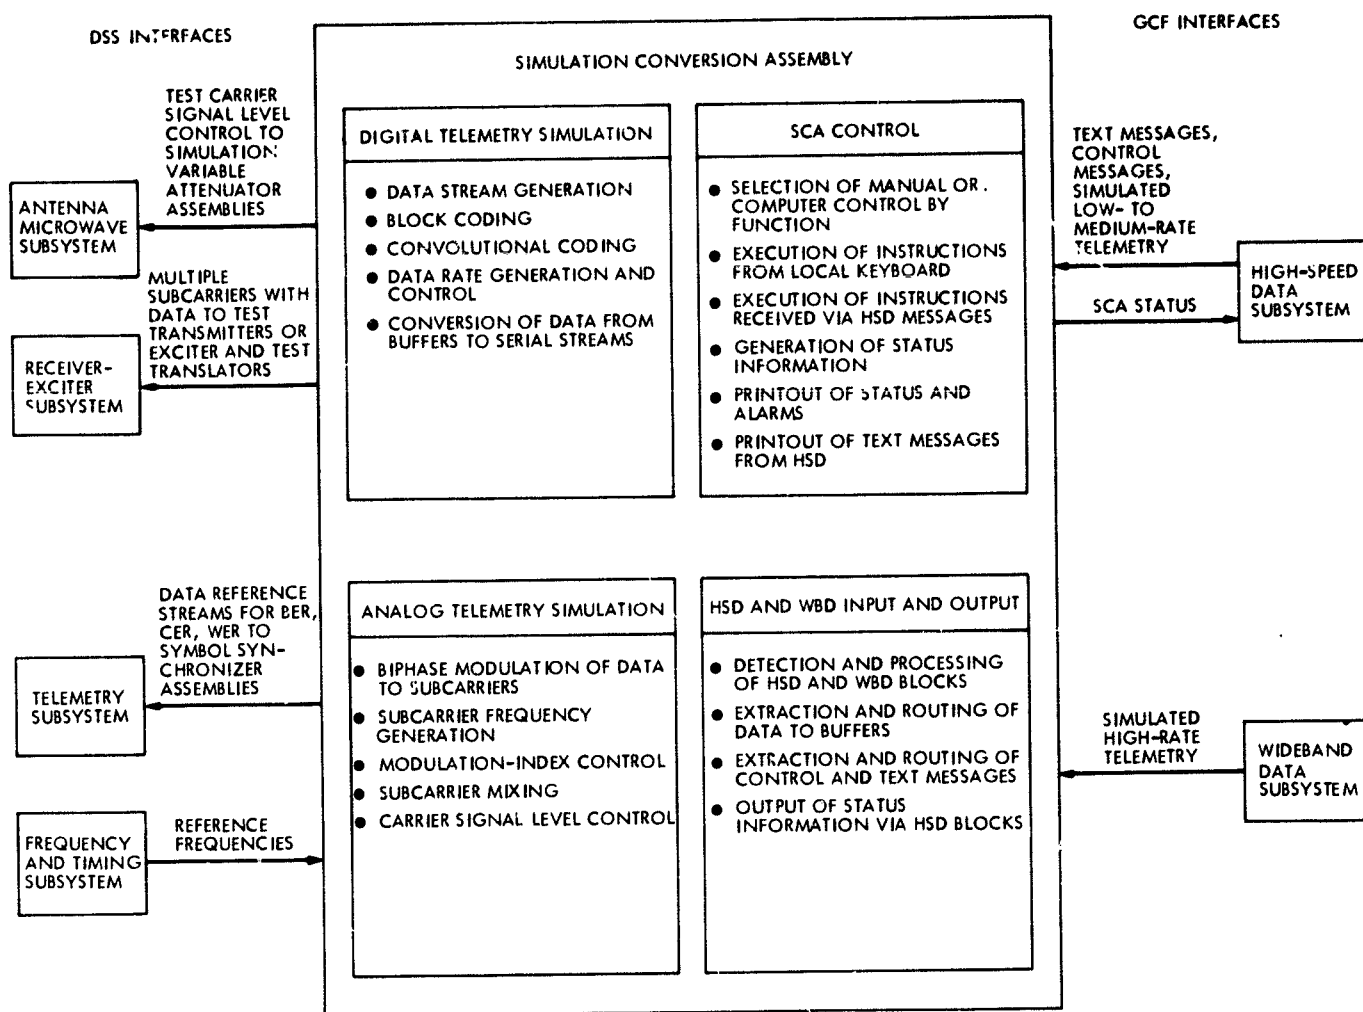 DSS INTERFACES
GCF INTERFACES
SIMULATION CONVERSION ASSEMBLY
TEST CARRIER
SIGNAL LEVEL
CONTROL TO
SIMULATION
VARIABLE
ATTENUATOR
ASSEMBLIES
ANTENNA
MICROWAVE
SUBSYSTEM
MULTIPLE
SUBCARRIERS WITH
DATA TO TEST
TRANSMITTERS OR
EXCITER AND TEST
TRANSLATORS
RECEIVER-
EXCITER
SUBSYSTEM
DATA REFERENCE
STREAMS FOR BER,
CER, WER TO
SYMBOL SYN-
CHRONIZER
ASSEMBLIES
TELEMETRY
SUBSYSTEM
REFERENCE
FREQUENCIES
FREQUENCY
AND TIMING
SUBSYSTEM
DIGITAL TELEMETRY SIMULATION
● DATA STREAM GENERATION
● BLOCK CODING
● CONVOLUTIONAL CODING
● DATA RATE GENERATION AND
CONTROL
● CONVERSION OF DATA FROM
BUFFERS TO SERIAL STREAMS
SCA CONTROL
● SELECTION OF MANUAL OR
COMPUTER CONTROL BY
FUNCTION
● EXECUTION OF INSTRUCTIONS
FROM LOCAL KEYBOARD
● EXECUTION OF INSTRUCTIONS
RECEIVED VIA HSD MESSAGES
● GENERATION OF STATUS
INFORMATION
● PRINTOUT OF STATUS AND
ALARMS
● PRINTOUT OF TEXT MESSAGES
FROM HSD
ANALOG TELEMETRY SIMULATION
● BIPHASE MODULATION OF DATA
TO SUBCARRIERS
● SUBCARRIER FREQUENCY
GENERATION
● MODULATION-INDEX CONTROL
● SUBCARRIER MIXING
● CARRIER SIGNAL LEVEL CONTROL
HSD AND WBD INPUT AND OUTPUT
● DETECTION AND PROCESSING
OF HSD AND WBD BLOCKS
● EXTRACTION AND ROUTING OF
DATA TO BUFFERS
● EXTRACTION AND ROUTING OF
CONTROL AND TEXT MESSAGES
● OUTPUT OF STATUS
INFORMATION VIA HSD BLOCKS
TEXT MESSAGES,
CONTROL
MESSAGES,
SIMULATED
LOW- TO
MEDIUM-RATE
TELEMETRY
SCA STATUS
HIGH-SPEED
DATA
SUBSYSTEM
SIMULATED
HIGH-RATE
TELEMETRY
WIDEBAND
DATA
SUBSYSTEM